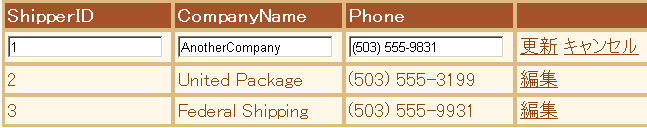 ShipperID CompanyName Phone
1 AnotherCompany (503) 555-9831 更新 キャンセル
2 United Package (503) 555-3199 編集
3 Federal Shipping (503) 555-9931 編集